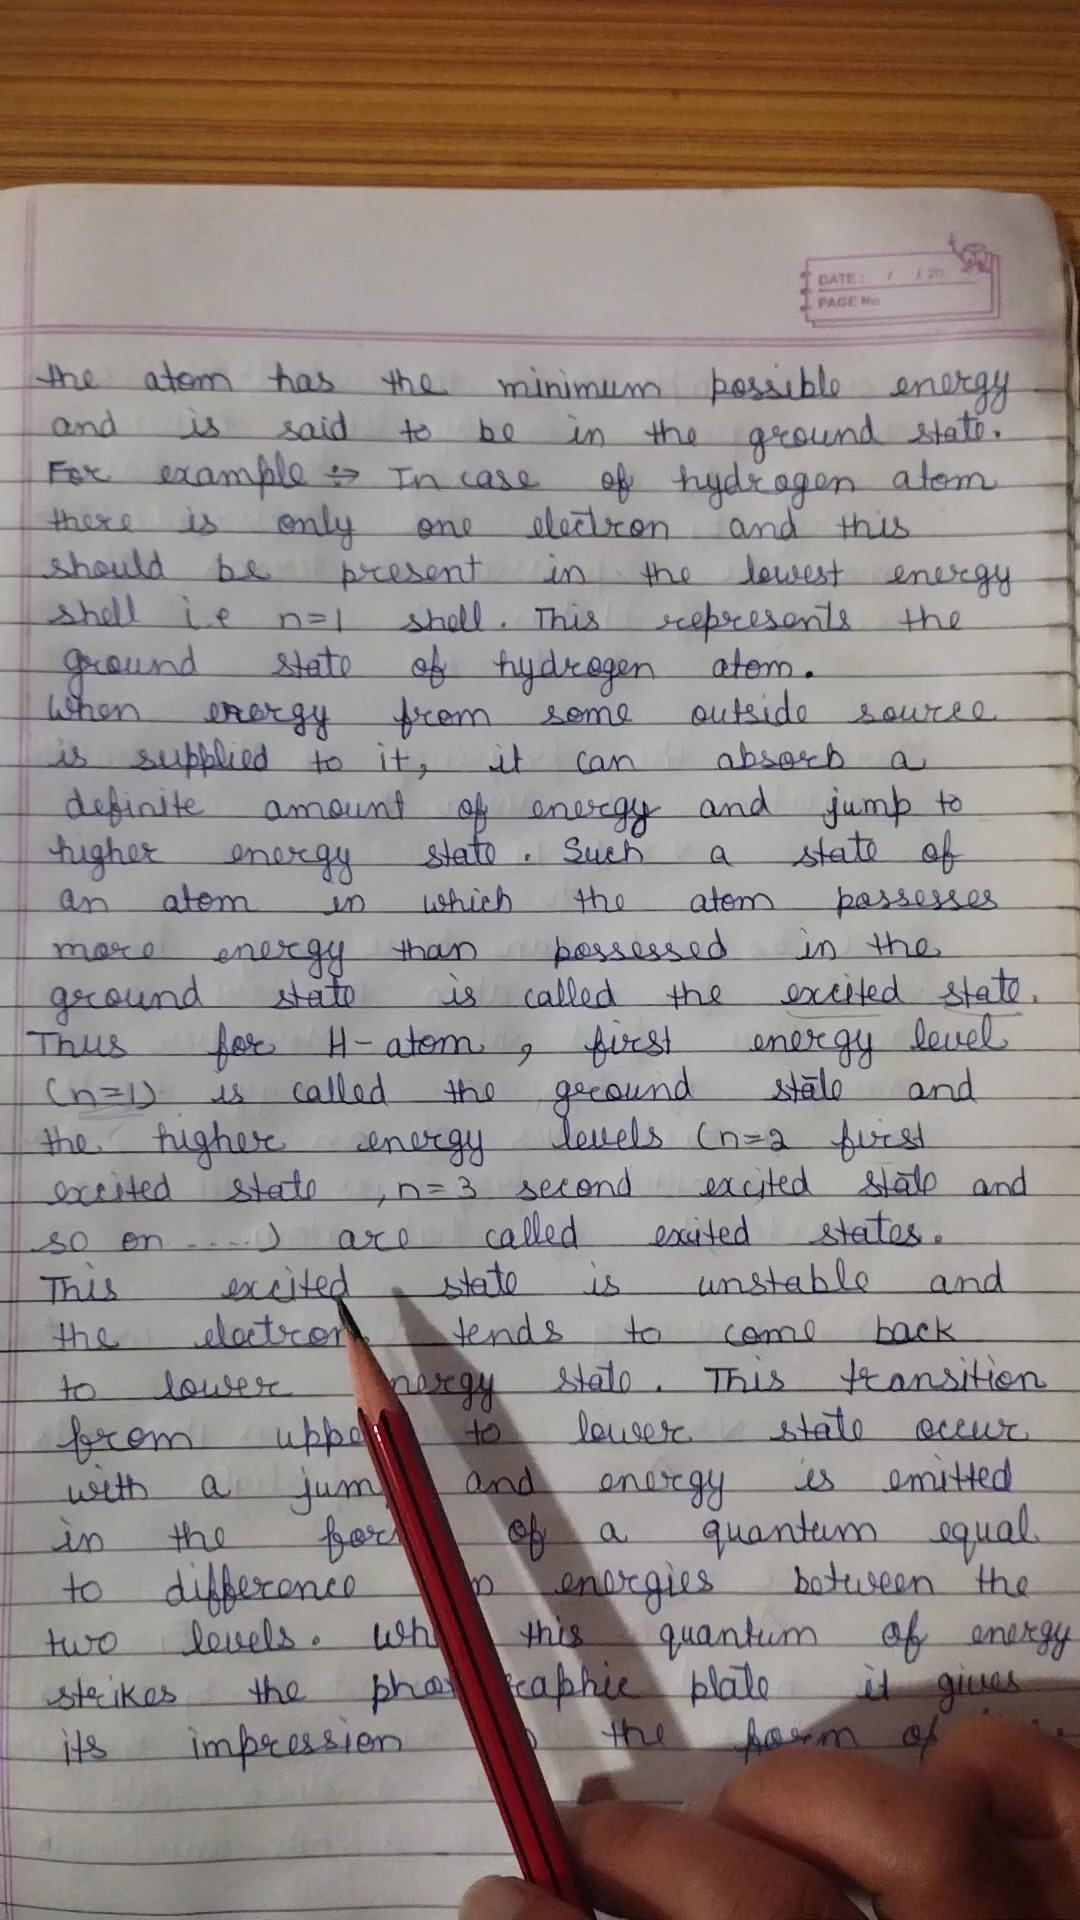 DATE: / / 20
PAGE No
the atom has the minimum possible energy
and is said to be in the ground state.
For example :-> In case of hydrogen atom
there is only one electron and this
should be present in the lowest energy
shell i.e n=1 shell. This represents the
ground state of hydrogen atom.
When energy from some outside source
is supplied to it, it can absorb a
definite amount of energy and jump to
higher energy state. Such a state of
an atom in which the atom possesses
more energy than possessed in the
ground state is called the excited state.
Thus for H-atom, first energy level
(n=1) is called the ground state and
the higher energy levels (n=2 first
excited state, n=3 second excited state and
so on .....) are called excited states.
This excited state is unstable and
the electron tends to come back
to lower energy state. This transition
from to lower state occur
with a and energy is emitted
in the of a quantum equal
to difference energies between the
two levels. this quantum of energy
strikes the plate it gives
its impression the form of